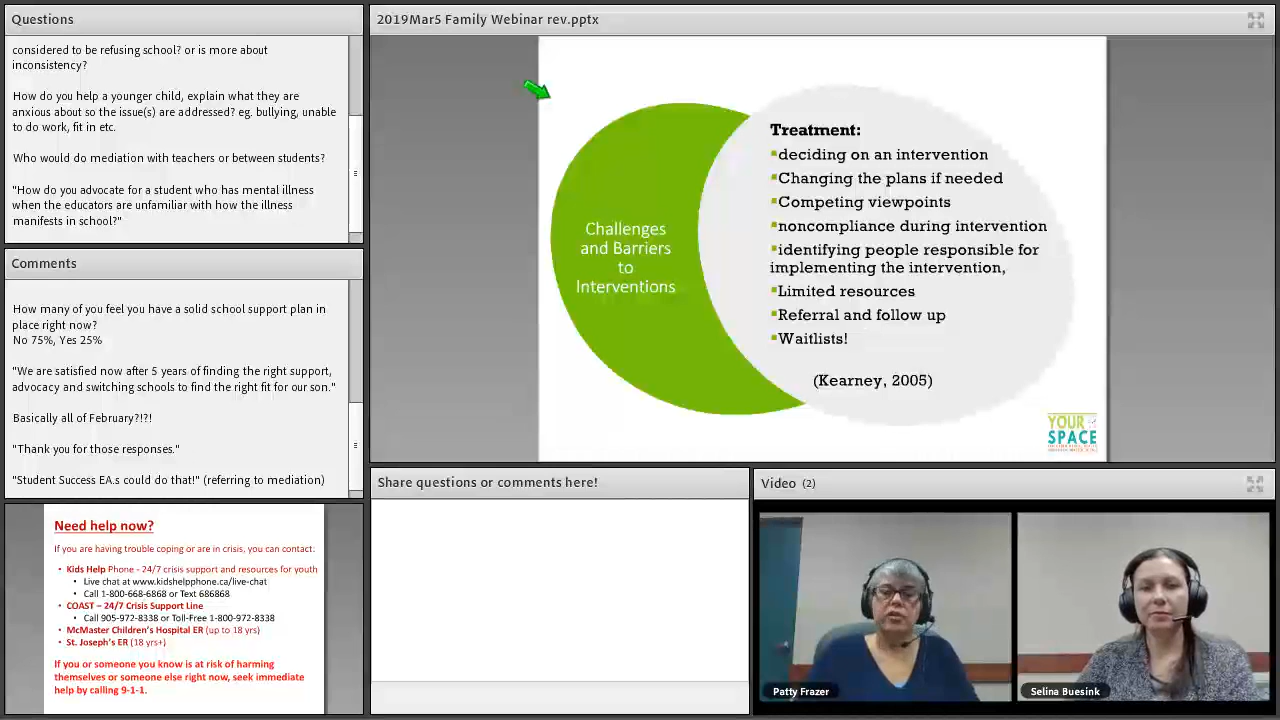 Questions
considered to be refusing school? or is more about
inconsistency?
How do you help a younger child, explain what they are
anxious about so the issue(s) are addressed? eg. bullying, unable
to do work, fit in etc.
Who would do mediation with teachers or between students?
"How do you advocate for a student who has mental illness
when the educators are unfamiliar with how the illness
manifests in school?"
Comments
How many of you feel you have a solid school support plan in
place right now?
No 75%, Yes 25%
"We are satisfied now after 5 years of finding the right support,
advocacy and switching schools to find the right fit for our son."
Basically all of February?!?!
"Thank you for those responses."
"Student Success EA.s could do that!" (referring to mediation)
Need help now?
If you are having trouble coping or are in crisis, you can contact:
• Kids Help Phone - 24/7 crisis support and resources for youth
• Live chat at www.kidshelpphone.ca/live-chat
• Call 1-800-668-6868 or Text 686868
• COAST – 24/7 Crisis Support Line
• Call 905-972-8338 or Toll-Free 1-800-972-8338
• McMaster Children's Hospital ER (up to 18 yrs)
• St. Joseph's ER (18 yrs+)
If you or someone you know is at risk of harming
themselves or someone else right now, seek immediate
help by calling 9-1-1.
2019Mar5 Family Webinar rev.pptx
Challenges
and Barriers
to
Interventions
Treatment:
▪deciding on an intervention
▪Changing the plans if needed
▪Competing viewpoints
▪noncompliance during intervention
▪identifying people responsible for
implementing the intervention,
▪Limited resources
▪Referral and follow up
▪Waitlists!
(Kearney, 2005)
YOUR
SPACE
Share questions or comments here!
Video (2)
Patty Frazer
Selina Buesink